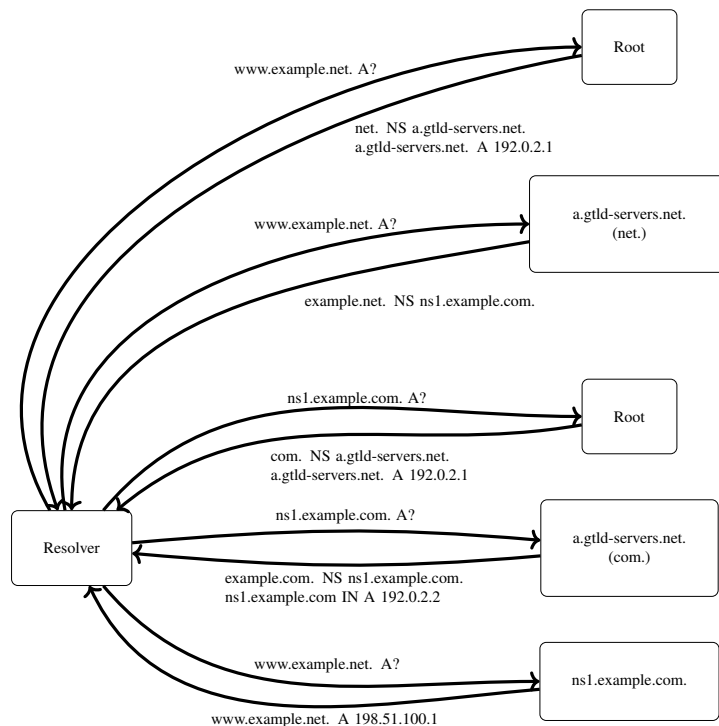 Root
www.example.net. A?
net. NS a.gtld-servers.net.
a.gtld-servers.net. A 192.0.2.1
a.gtld-servers.net.
(net.)
www.example.net. A?
example.net. NS ns1.example.com.
ns1.example.com. A?
Root
com. NS a.gtld-servers.net.
a.gtld-servers.net. A 192.0.2.1
ns1.example.com. A?
Resolver
a.gtld-servers.net.
(com.)
example.com. NS ns1.example.com.
ns1.example.com IN A 192.0.2.2
www.example.net. A?
ns1.example.com.
www.example.net. A 198.51.100.1